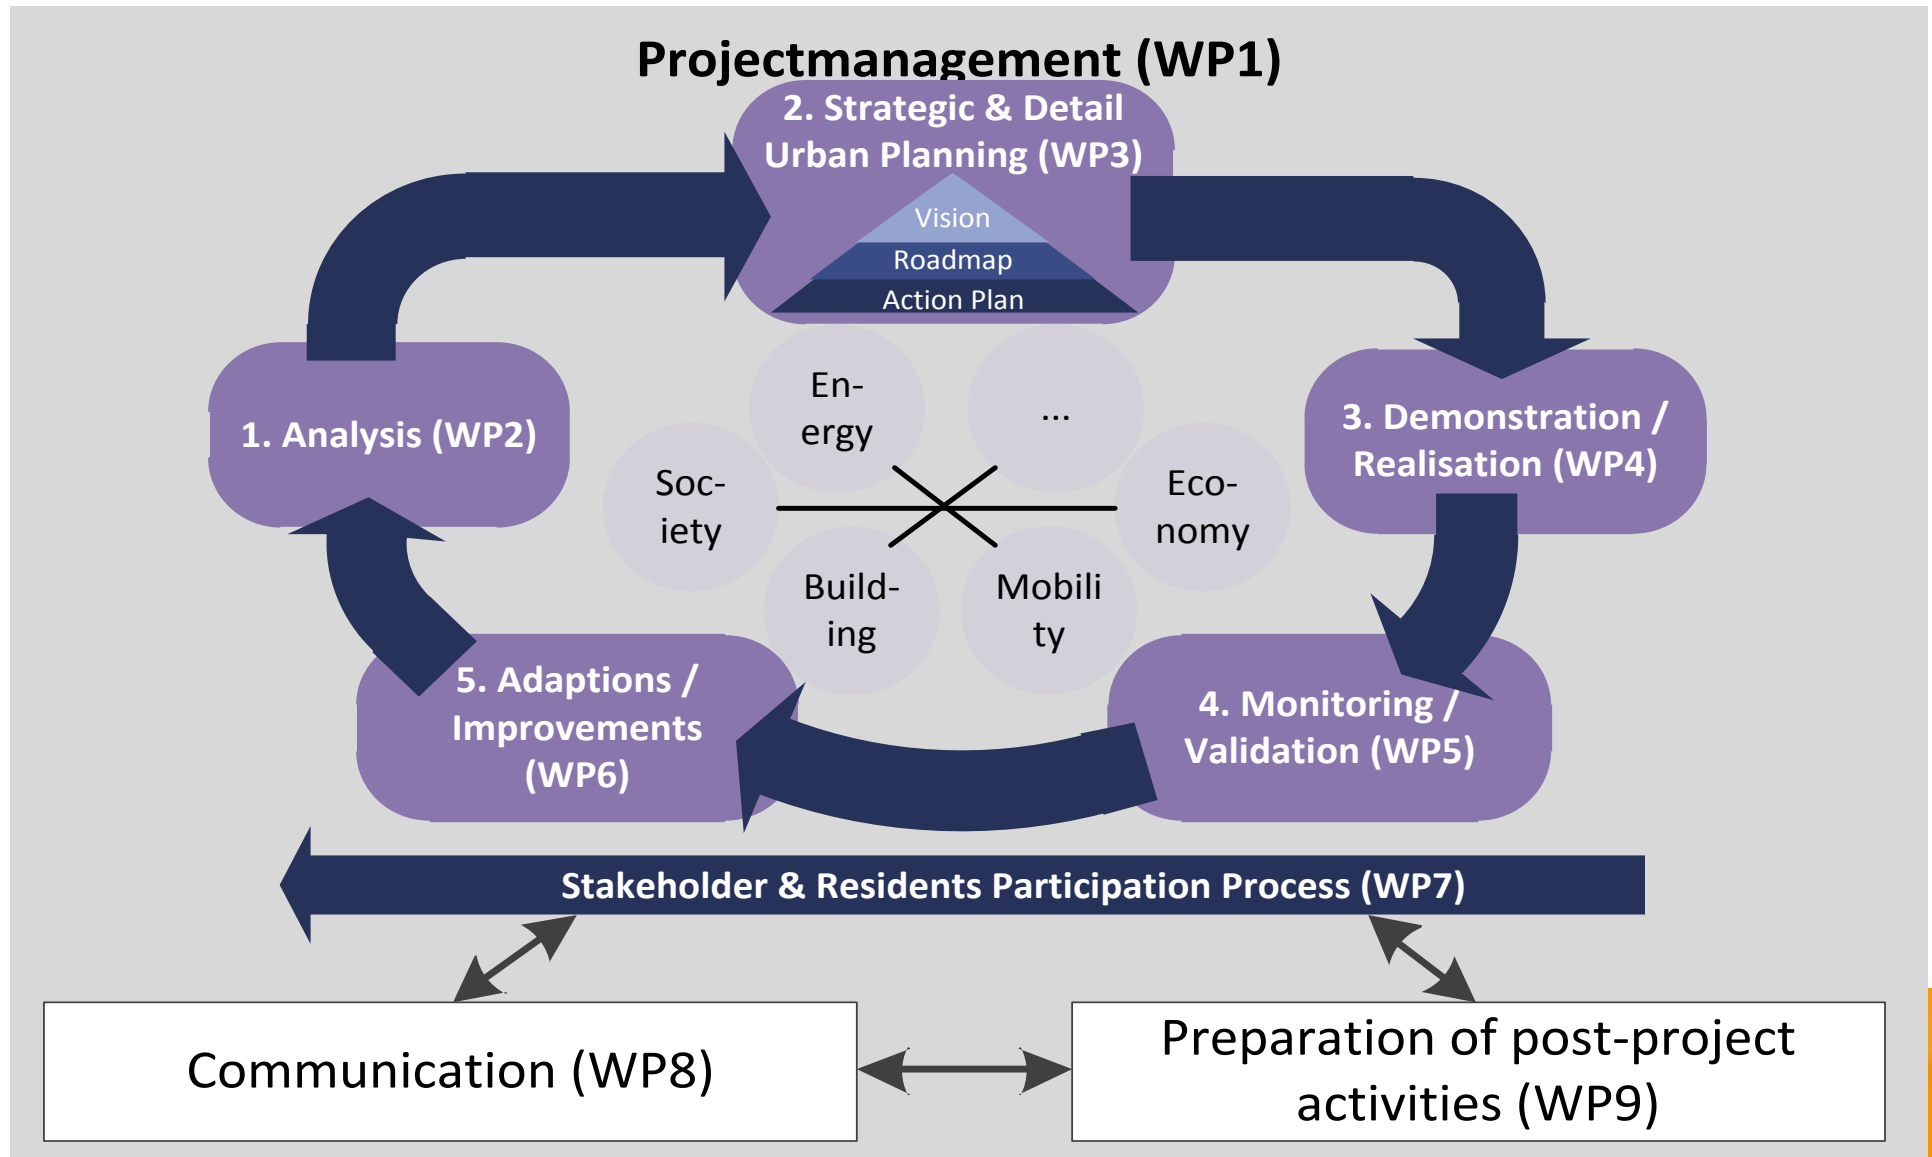 Projectmanagement (WP1)
2. Strategic & Detail
Urban Planning (WP3)
Vision
Roadmap
Action Plan
1. Analysis (WP2)
3. Demonstration /
Realisation (WP4)
En-
ergy
...
Soc-
iety
Eco-
nomy
Build-
ing
Mobili
ty
5. Adaptions /
Improvements
(WP6)
4. Monitoring /
Validation (WP5)
Stakeholder & Residents Participation Process (WP7)
Communication (WP8)
Preparation of post-project
activities (WP9)